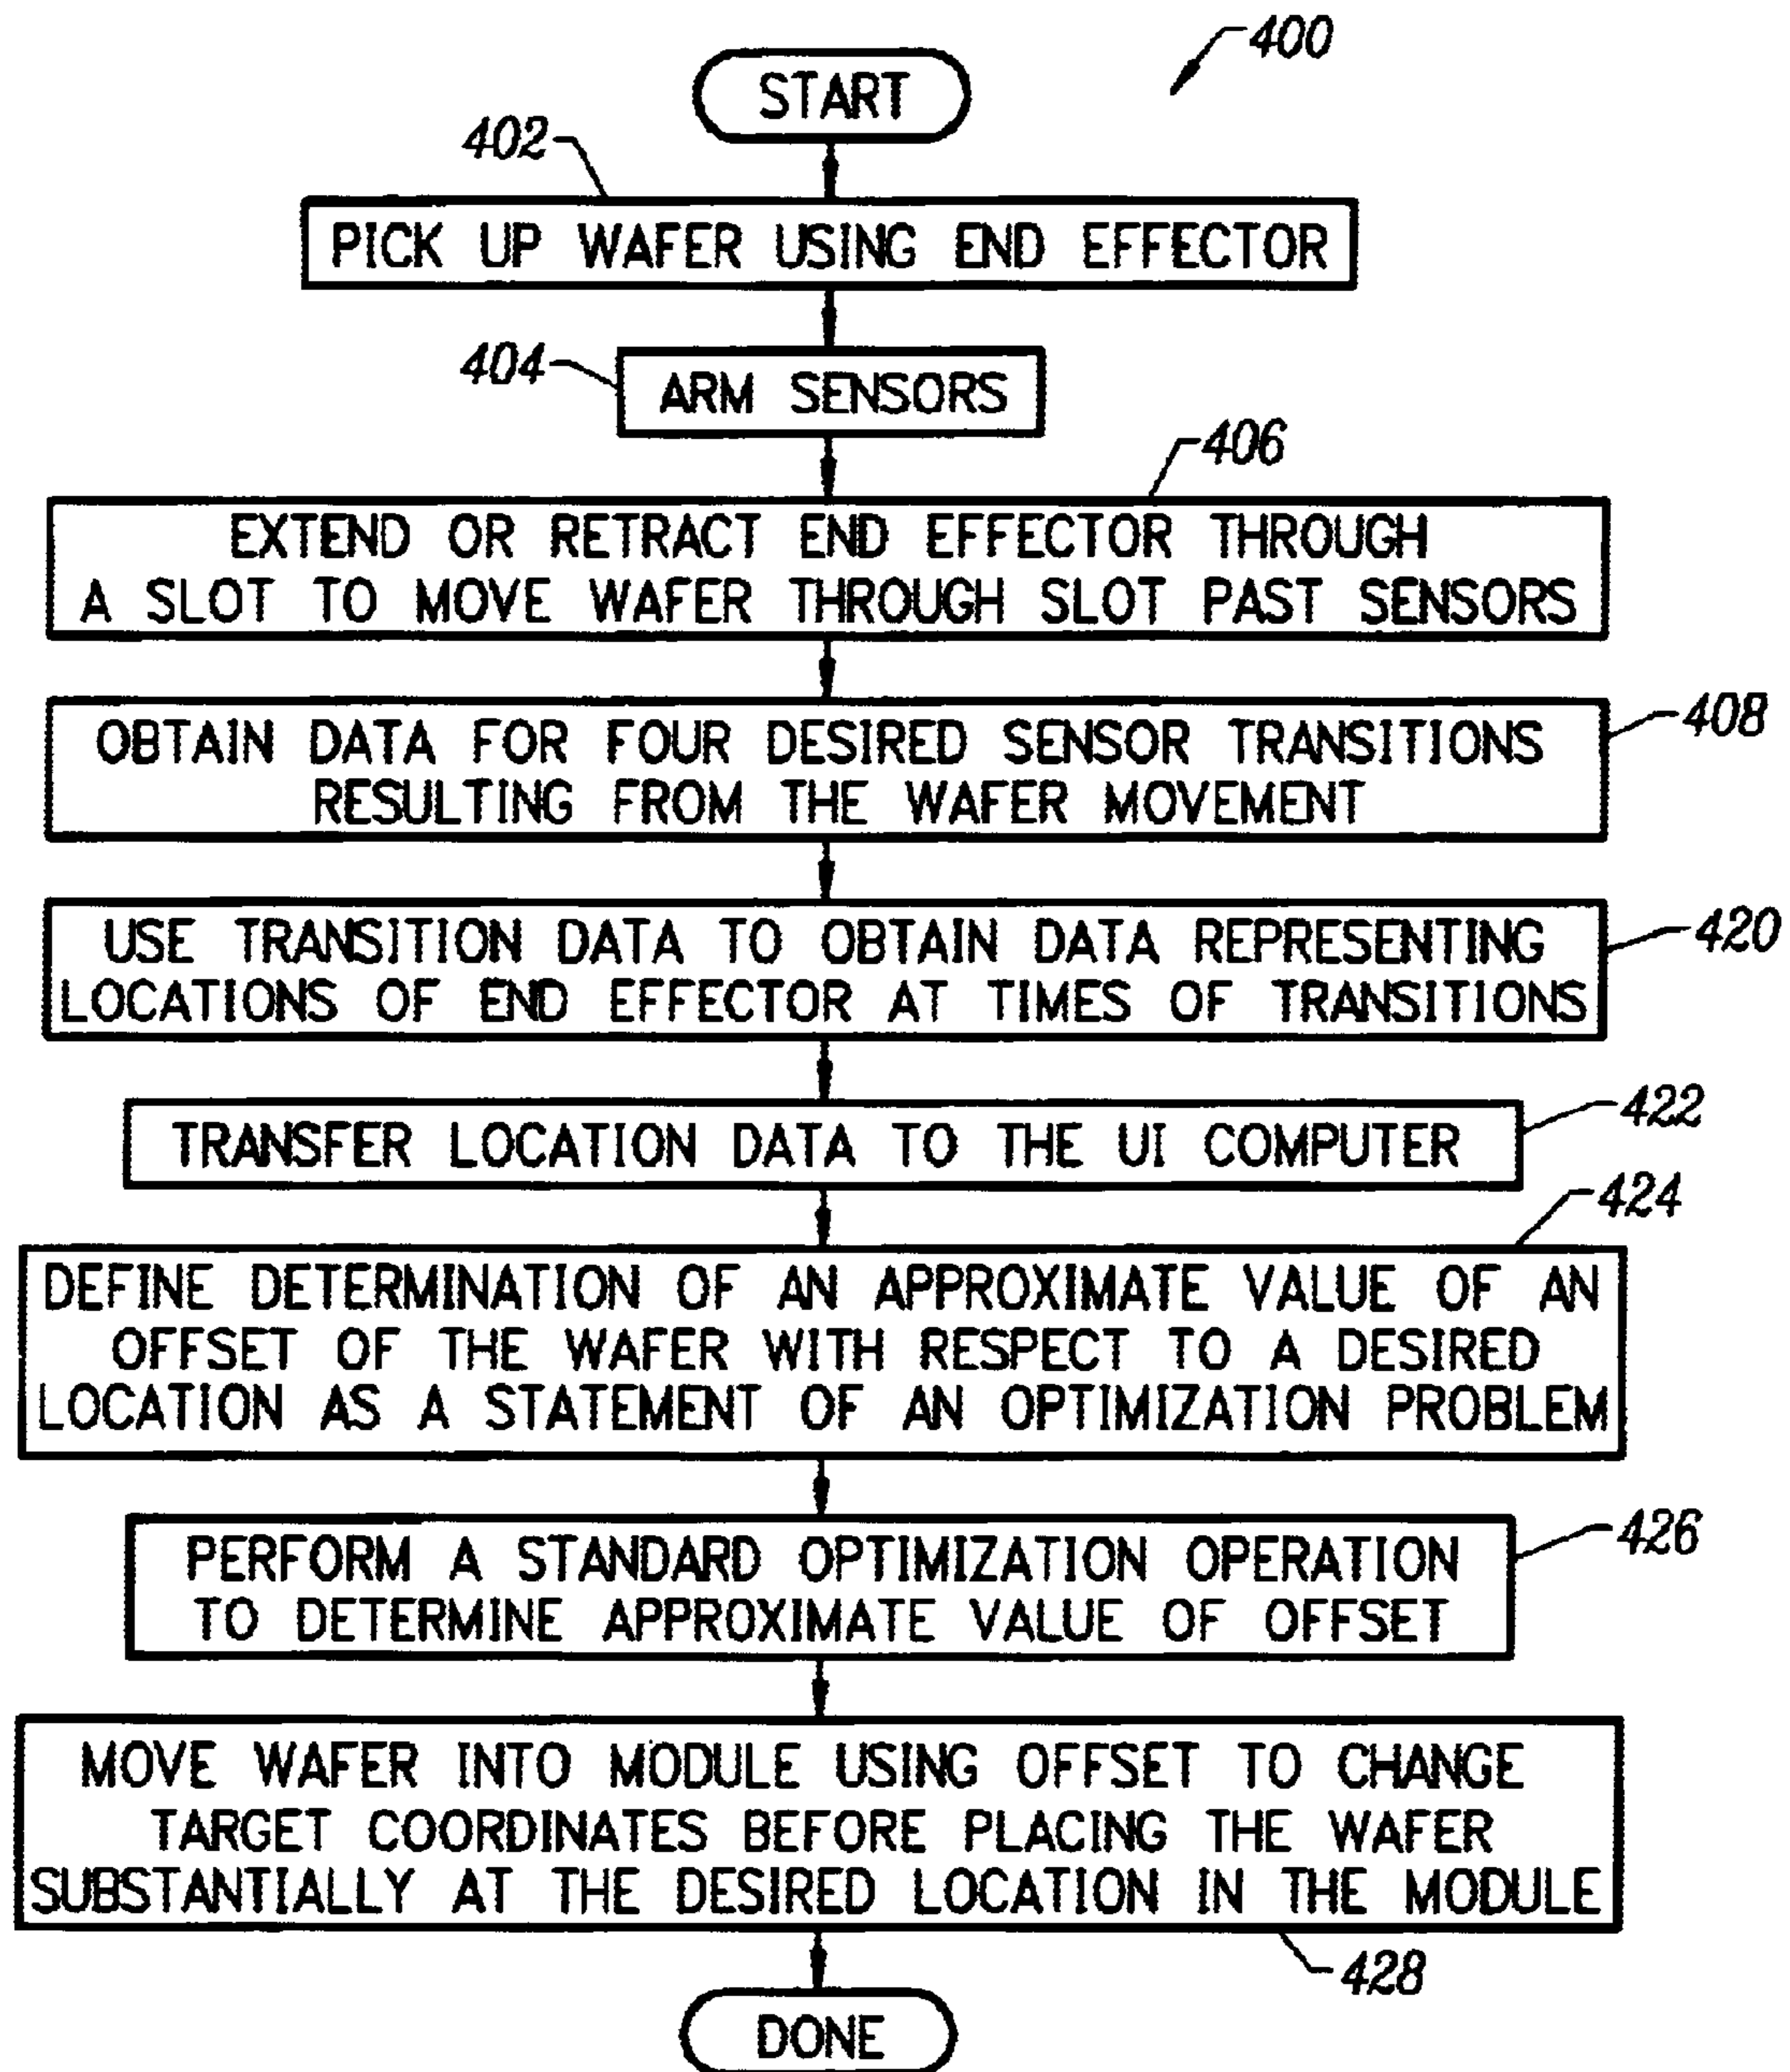 400
START
402
PICK UP WAFER USING END EFFECTOR
404
ARM SENSORS
406
EXTEND OR RETRACT END EFFECTOR THROUGH
A SLOT TO MOVE WAFER THROUGH SLOT PAST SENSORS
OBTAIN DATA FOR FOUR DESIRED SENSOR TRANSITIONS
RESULTING FROM THE WAFER MOVEMENT
408
USE TRANSITION DATA TO OBTAIN DATA REPRESENTING
LOCATIONS OF END EFFECTOR AT TIMES OF TRANSITIONS
420
TRANSFER LOCATION DATA TO THE UI COMPUTER
422
424
DEFINE DETERMINATION OF AN APPROXIMATE VALUE OF AN
OFFSET OF THE WAFER WITH RESPECT TO A DESIRED
LOCATION AS A STATEMENT OF AN OPTIMIZATION PROBLEM
PERFORM A STANDARD OPTIMIZATION OPERATION
TO DETERMINE APPROXIMATE VALUE OF OFFSET
426
MOVE WAFER INTO MODULE USING OFFSET TO CHANGE
TARGET COORDINATES BEFORE PLACING THE WAFER
SUBSTANTIALLY AT THE DESIRED LOCATION IN THE MODULE
428
DONE